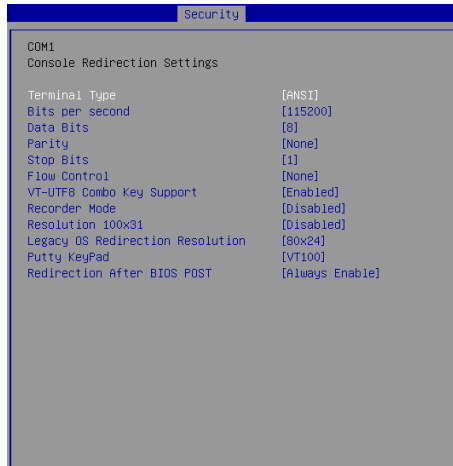 Security
COM1
Console Redirection Settings
Terminal Type [ANSI]
Bits per second [115200]
Data Bits [8]
Parity [None]
Stop Bits [1]
Flow Control [None]
VT-UTF8 Combo Key Support [Enabled]
Recorder Mode [Disabled]
Resolution 100x31 [Disabled]
Legacy OS Redirection Resolution [80x24]
Putty KeyPad [VT100]
Redirection After BIOS POST [Always Enable]